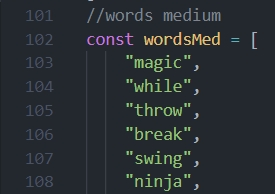 101 //words medium
102 const wordsMed = [
103 "magic",
104 "while",
105 "throw",
106 "break",
107 "swing",
108 "ninja",